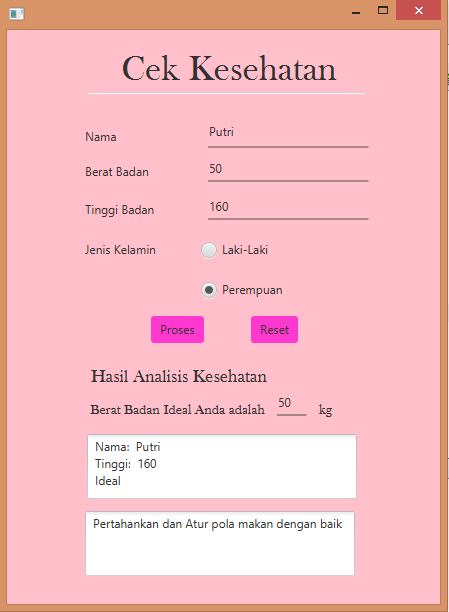 Cek Kesehatan
Nama Putri
Berat Badan 50
Tinggi Badan 160
Jenis Kelamin Laki-Laki
Perempuan
Proses Reset
Hasil Analisis Kesehatan
Berat Badan Ideal Anda adalah 50 kg
Nama: Putri
Tinggi: 160
Ideal
Pertahankan dan Atur pola makan dengan baik